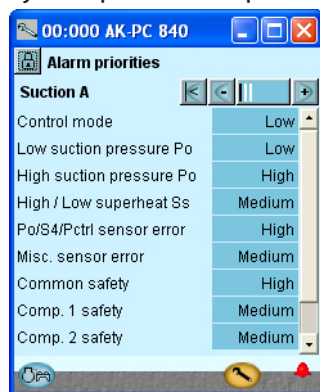 00:000 AK-PC 840
Alarm priorities
Suction A
Control mode Low
Low suction pressure Po Low
High suction pressure Po High
High / Low superheat Ss Medium
Po/S4/Pctrl sensor error High
Misc. sensor error Medium
Common safety High
Comp. 1 safety Medium
Comp. 2 safety Medium